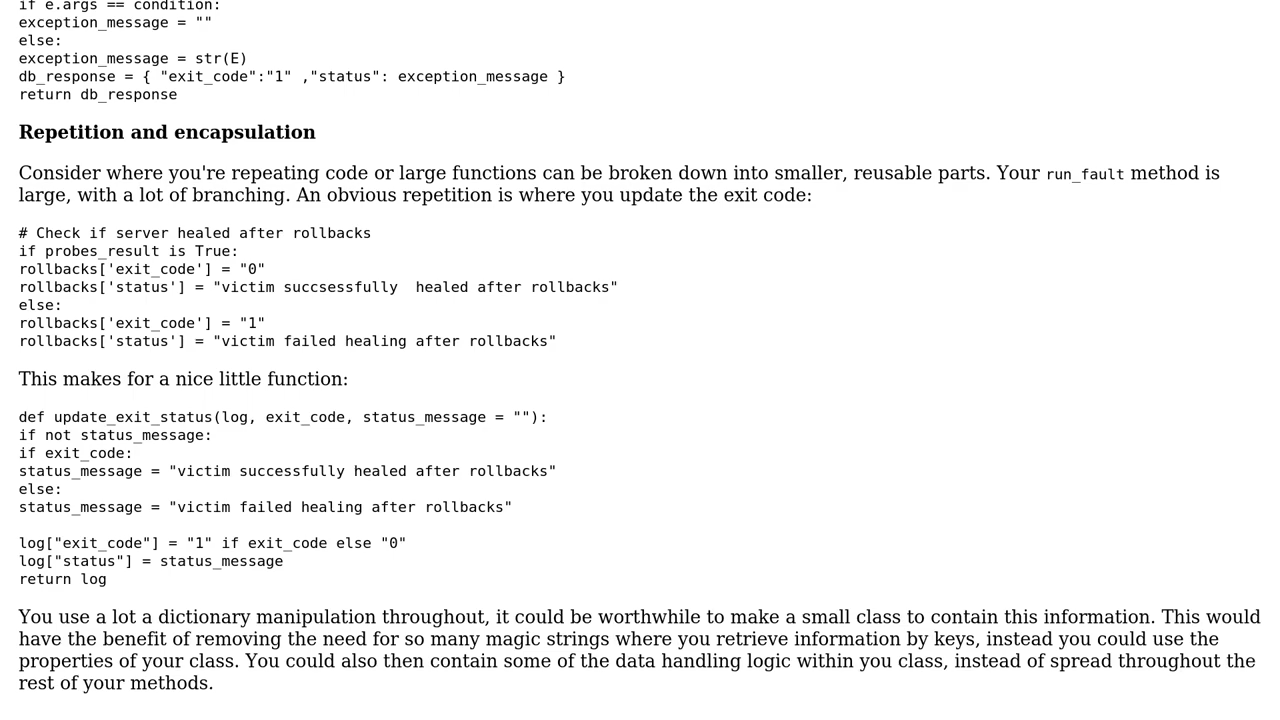 if e.args == condition:
exception_message = ""
else:
exception_message = str(E)
db_response = { "exit_code":"1" ,"status": exception_message }
return db_response
Repetition and encapsulation
Consider where you're repeating code or large functions can be broken down into smaller, reusable parts. Your run_fault method is
large, with a lot of branching. An obvious repetition is where you update the exit code:
# Check if server healed after rollbacks
if probes_result is True:
rollbacks['exit_code'] = "0"
rollbacks['status'] = "victim succsessfully  healed after rollbacks"
else:
rollbacks['exit_code'] = "1"
rollbacks['status'] = "victim failed healing after rollbacks"
This makes for a nice little function:
def update_exit_status(log, exit_code, status_message = ""):
if not status_message:
if exit_code:
status_message = "victim successfully healed after rollbacks"
else:
status_message = "victim failed healing after rollbacks"
log["exit_code"] = "1" if exit_code else "0"
log["status"] = status_message
return log
You use a lot a dictionary manipulation throughout, it could be worthwhile to make a small class to contain this information. This would
have the benefit of removing the need for so many magic strings where you retrieve information by keys, instead you could use the
properties of your class. You could also then contain some of the data handling logic within you class, instead of spread throughout the
rest of your methods.